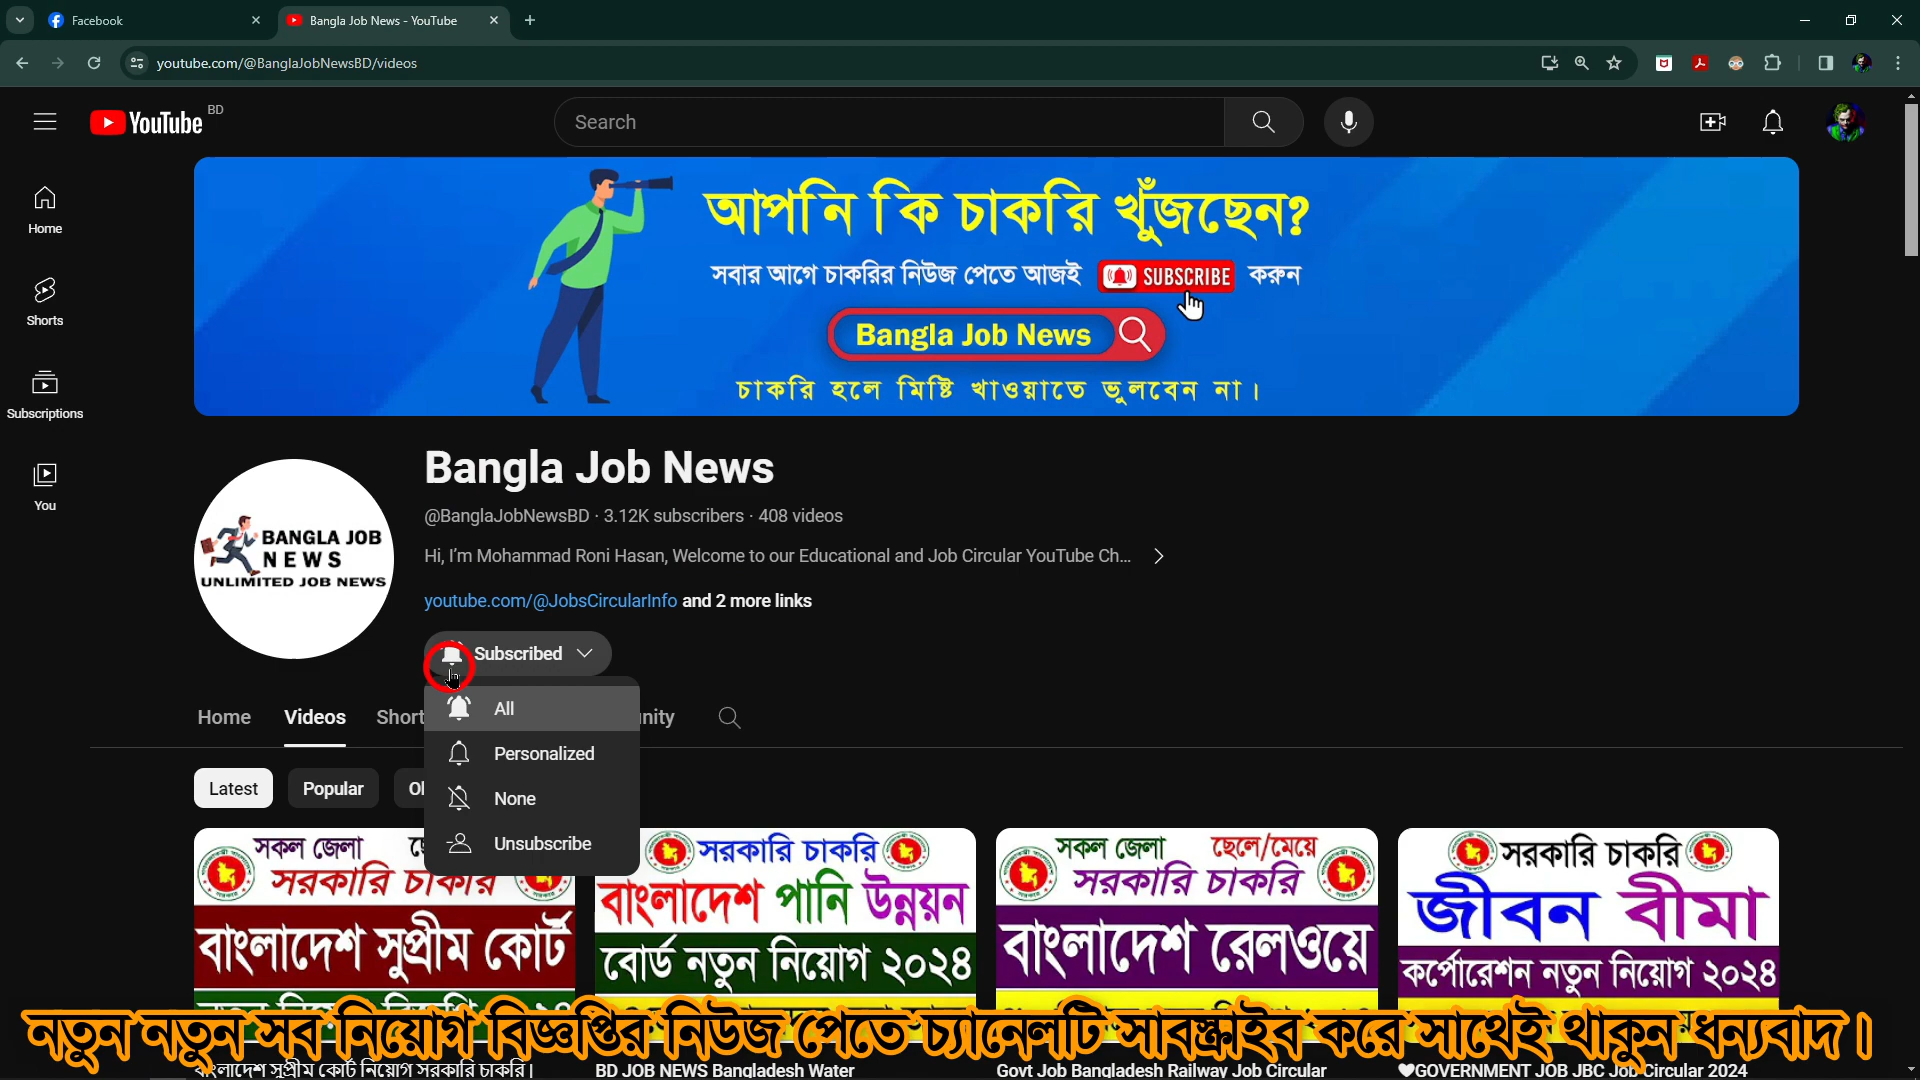 Facebook
Bangla Job News - YouTube
youtube.com/@BanglaJobNewsBD/videos
YouTube BD
Search
Home
Shorts
Subscriptions
You
আপনি কি চাকরি খুঁজছেন?
সবার আগে চাকরির নিউজ পেতে আজই SUBSCRIBE করুন
Bangla Job News
চাকরি হলে মিষ্টি খাওয়াতে ভুলবেন না।
BANGLA JOB
NEWS
UNLIMITED JOB NEWS
Bangla Job News
@BanglaJobNewsBD · 3.12K subscribers · 408 videos
Hi, I'm Mohammad Roni Hasan, Welcome to our Educational and Job Circular YouTube Ch...
youtube.com/@JobsCircularInfo and 2 more links
Subscribed
All
Personalized
None
Unsubscribe
Home Videos
Latest Popular
সকল জেলা
সরকারি চাকরি
বাংলাদেশ সুপ্রীম কোর্ট
সরকারি চাকরি
বাংলাদেশ পানি উন্নয়ন
বোর্ড নতুন নিয়োগ ২০২৪
সকল জেলা ছেলে/মেয়ে
সরকারি চাকরি
বাংলাদেশ রেলওয়ে
সরকারি চাকরি
জীবন বীমা
কর্পোরেশন নতুন নিয়োগ ২০২৪
নতুন নতুন সব নিয়োগ বিজ্ঞপ্তির নিউজ পেতে চ্যানেলটি সাবস্ক্রাইব করে সাথেই থাকুন ধন্যবাদ।
বাংলাদেশ সুপ্রীম কোর্ট নিয়োগ সরকারি চাকরি।
BD JOB NEWS Bangladesh Water
Govt Job Bangladesh Railway Job Circular
🖤GOVERNMENT JOB JBC Job Circular 2024